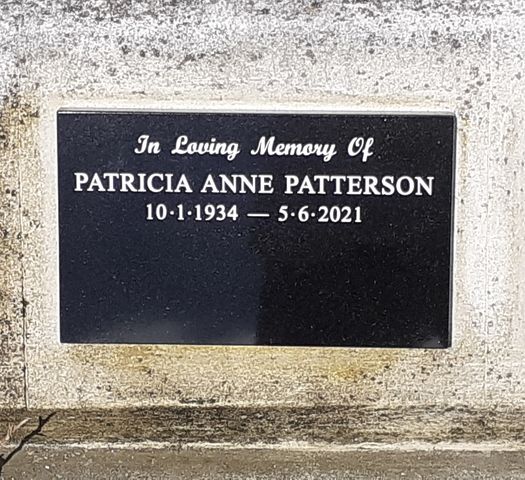 In Loving Memory Of
PATRICIA ANNE PATTERSON
10·1·1934 — 5·6·2021